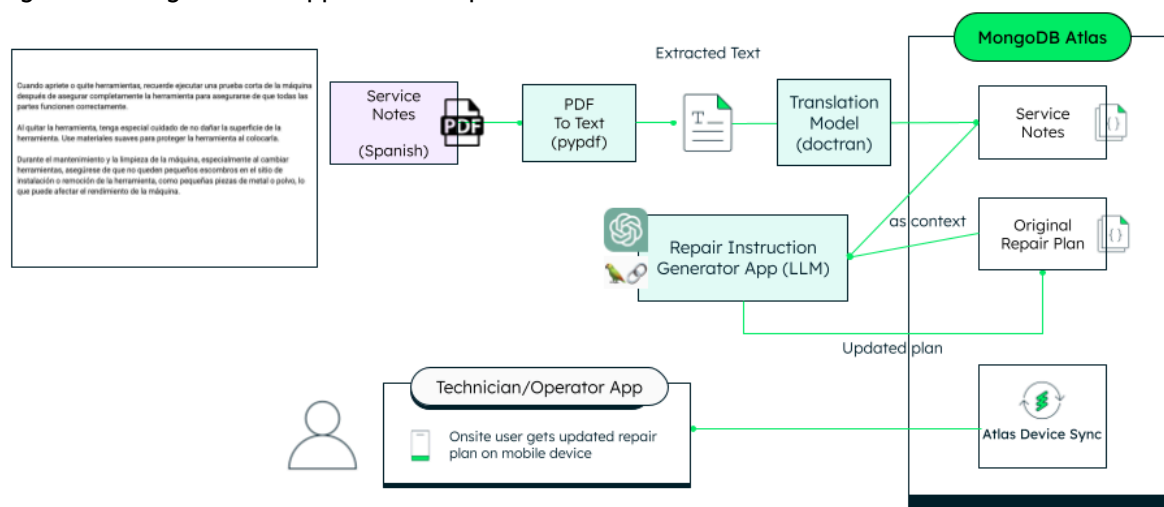 Cuando apriete o quite herramientas, recuerde ejecutar una prueba corta de la máquina
después de asegurar completamente la herramienta para asegurarse de que todas las
partes funcionen correctamente.
Al quitar la herramienta, tenga especial cuidado de no dañar la superficie de la
herramienta. Use materiales suaves para proteger la herramienta al colocarla.
Durante el mantenimiento y la limpieza de la máquina, especialmente al cambiar
herramientas, asegúrese de que no queden pequeños escombros en el sitio de
instalación o remoción de la herramienta, como pequeñas piezas de metal o polvo, lo
que puede afectar el rendimiento de la máquina.
Service
Notes
(Spanish)
PDF
PDF
To Text
(pypdf)
Extracted Text
T
Translation
Model
(doctran)
MongoDB Atlas
Service
Notes
{}
as context
Original
Repair Plan
{}
Repair Instruction
Generator App (LLM)
Updated plan
Technician/Operator App
Onsite user gets updated repair
plan on mobile device
Atlas Device Sync